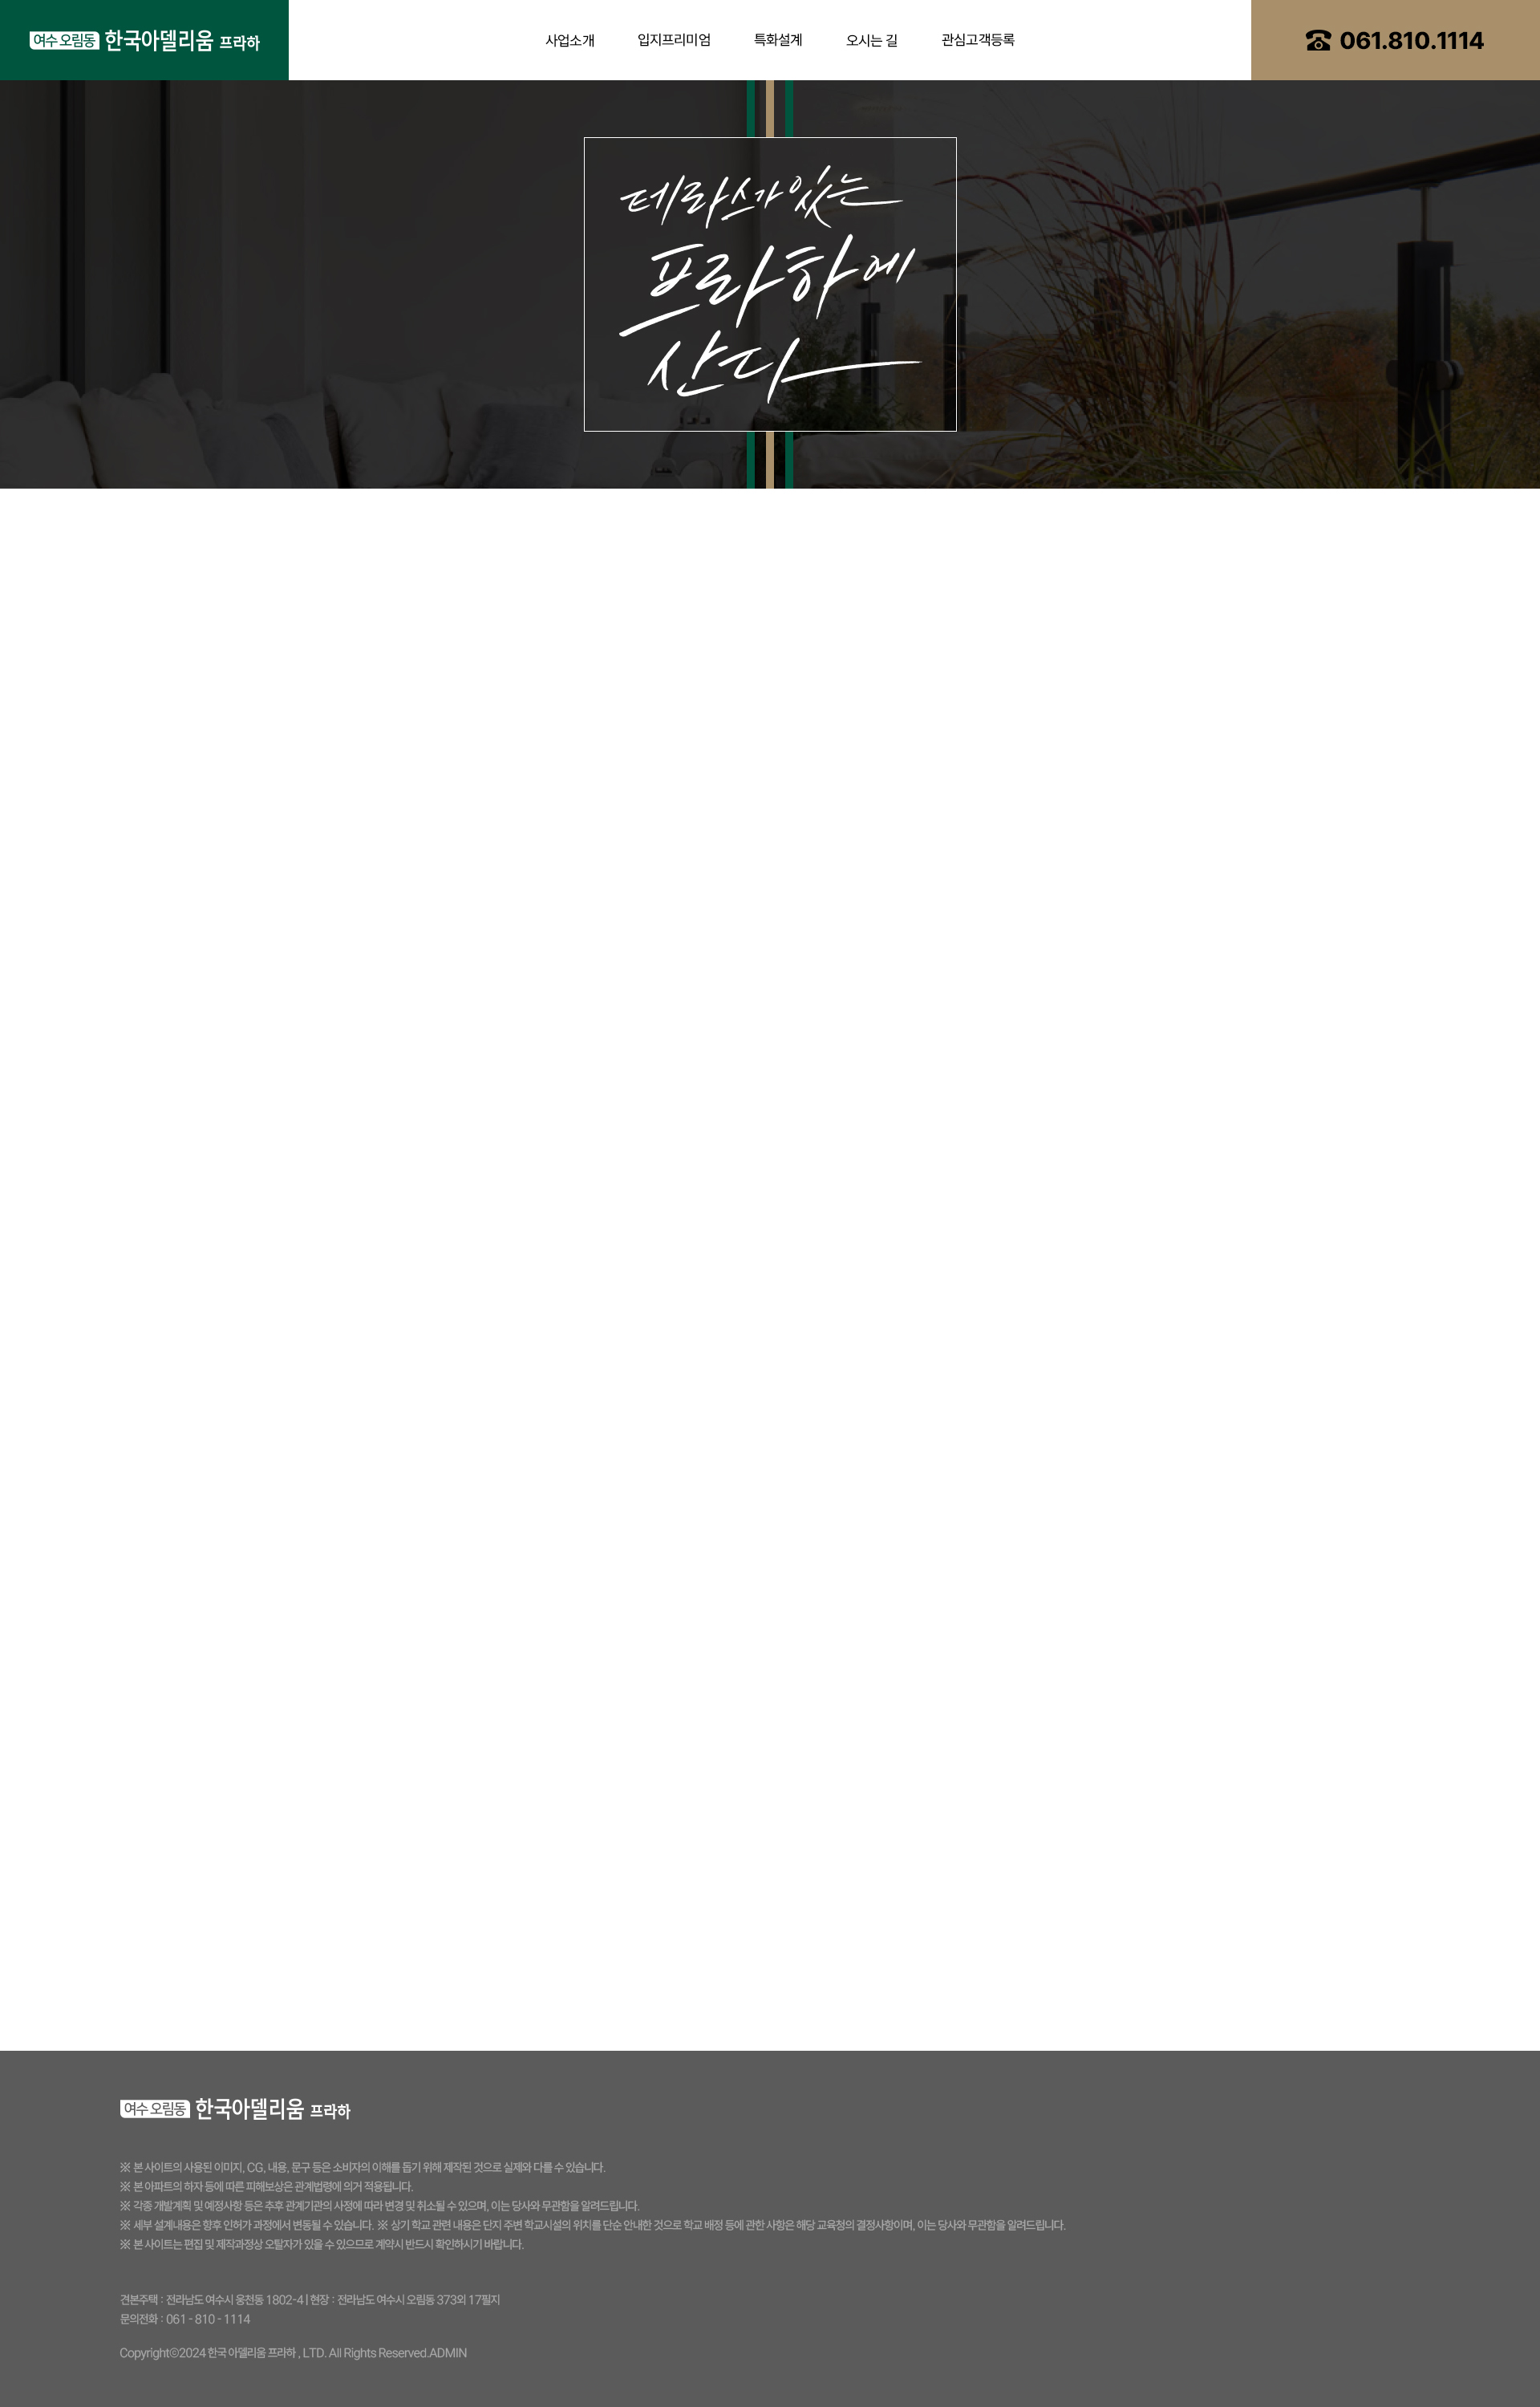 여수 오림동 한국아델리움 프라하
사업소개 입지프리미엄 특화설계 오시는 길 관심고객등록
061.810.1114
테라스가 있는
프라하에
산다
여수 오림동 한국아델리움 프라하
※ 본 사이트의 사용된 이미지, CG, 내용, 문구 등은 소비자의 이해를 돕기 위해 제작된 것으로 실제와 다를 수 있습니다.
※ 본 아파트의 하자 등에 따른 피해보상은 관계법령에 의거 적용됩니다.
※ 각종 개발계획 및 예정사항 등은 추후 관계기관의 사정에 따라 변경 및 취소될 수 있으며, 이는 당사와 무관함을 알려드립니다.
※ 세부 설계내용은 향후 인허가 과정에서 변동될 수 있습니다. ※ 상기 학교 관련 내용은 단지 주변 학교시설의 위치를 단순 안내한 것으로 학교 배정 등에 관한 사항은 해당 교육청의 결정사항이며, 이는 당사와 무관함을 알려드립니다.
※ 본 사이트는 편집 및 제작과정상 오탈자가 있을 수 있으므로 계약시 반드시 확인하시기 바랍니다.
견본주택 : 전라남도 여수시 웅천동 1802-4 | 현장 : 전라남도 여수시 오림동 373외 17필지
문의전화 : 061 - 810 - 1114
Copyright©2024 한국 아델리움 프라하 , LTD. All Rights Reserved.ADMIN